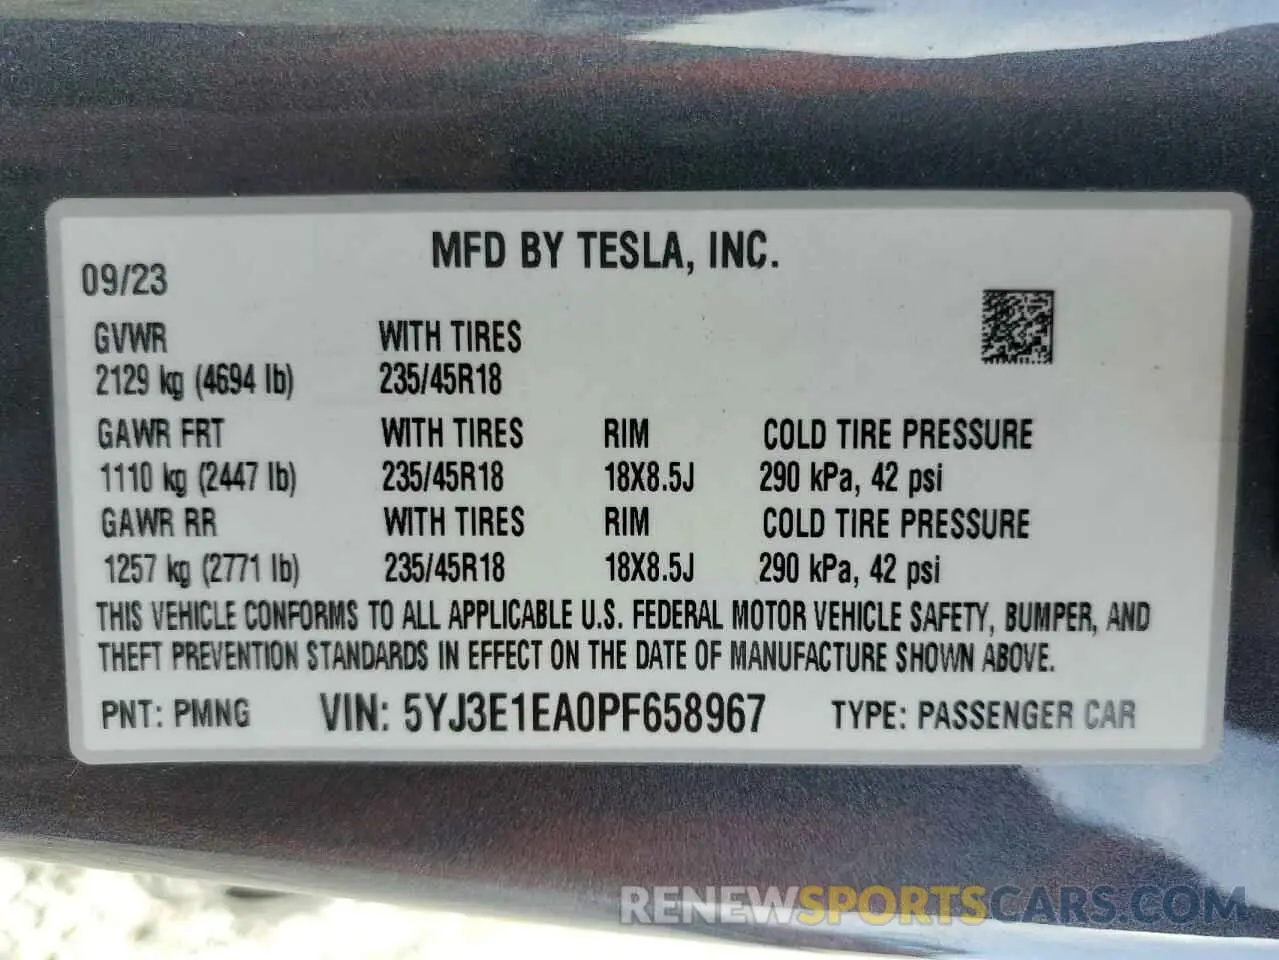 MFD BY TESLA, INC.
09/23
GVWR WITH TIRES
2129 kg (4694 lb) 235/45R18
GAWR FRT WITH TIRES RIM COLD TIRE PRESSURE
1110 kg (2447 lb) 235/45R18 18X8.5J 290 kPa, 42 psi
GAWR RR WITH TIRES RIM COLD TIRE PRESSURE
1257 kg (2771 lb) 235/45R18 18X8.5J 290 kPa, 42 psi
THIS VEHICLE CONFORMS TO ALL APPLICABLE U.S. FEDERAL MOTOR VEHICLE SAFETY, BUMPER, AND
THEFT PREVENTION STANDARDS IN EFFECT ON THE DATE OF MANUFACTURE SHOWN ABOVE.
PNT: PMNG VIN: 5YJ3E1EA0PF658967 TYPE: PASSENGER CAR
RENEWSPORTSCARS.COM